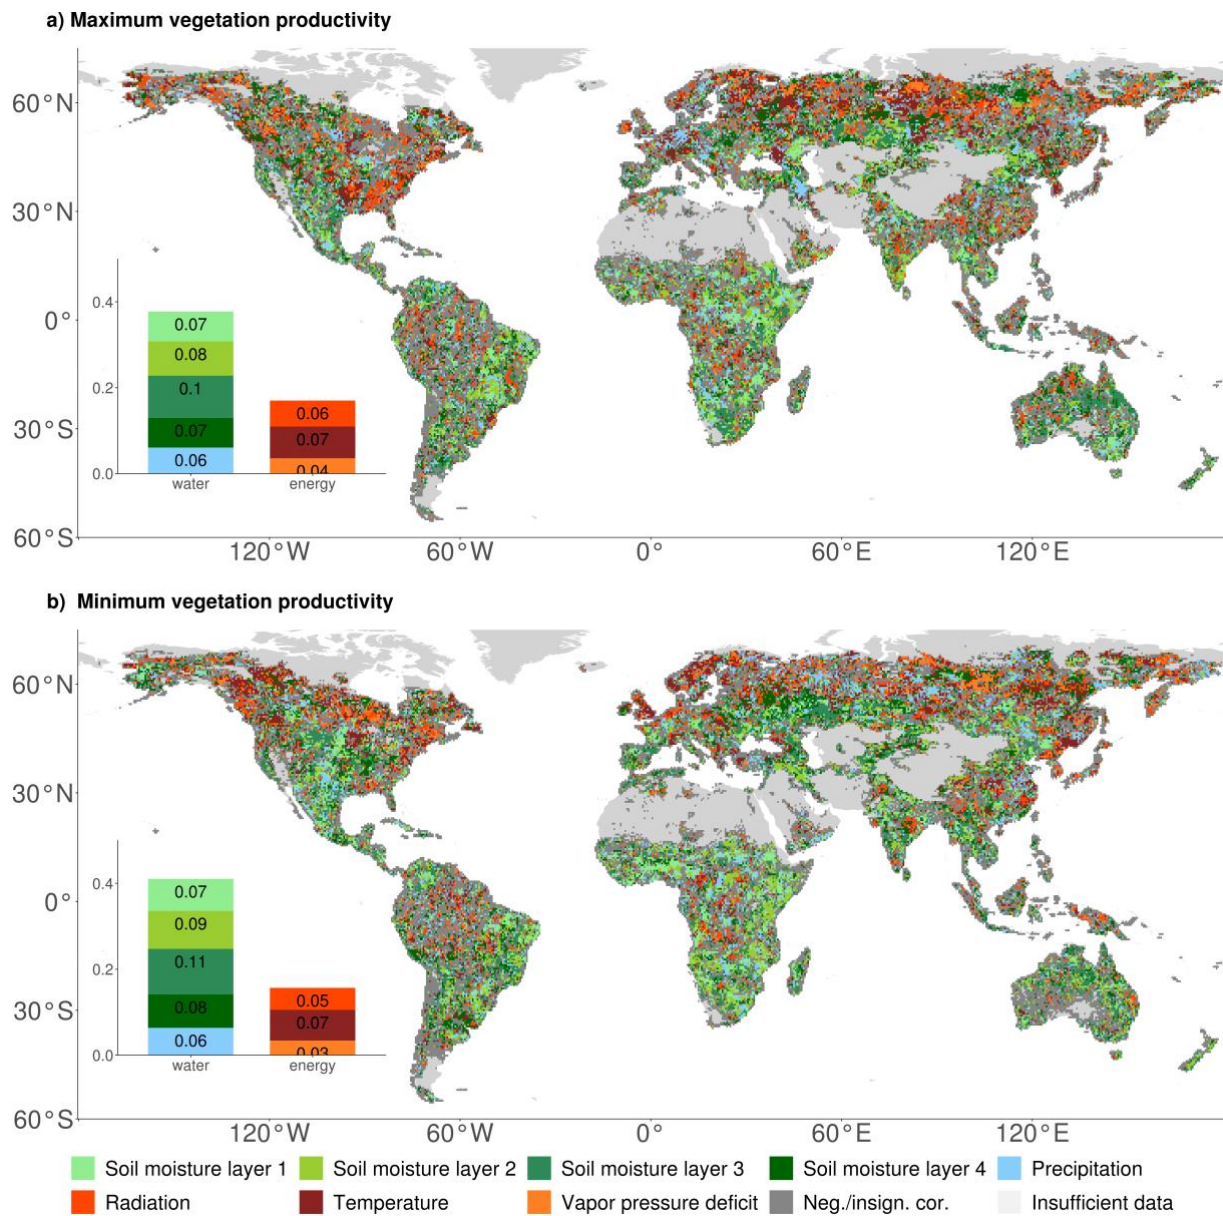 a) Maximum vegetation productivity
60°N
30°N
0°
30°S
60°S
0.4
0.2
0.0
0.07
0.08
0.1
0.07
0.06
0.06
0.07
0.04
water energy
120°W 60°W 0° 60°E 120°E
b) Minimum vegetation productivity
60°N
30°N
0°
30°S
60°S
0.4
0.2
0.0
0.07
0.09
0.11
0.08
0.06
0.05
0.07
0.03
water energy
120°W 60°W 0° 60°E 120°E
Soil moisture layer 1 Soil moisture layer 2 Soil moisture layer 3 Soil moisture layer 4 Precipitation
Radiation Temperature Vapor pressure deficit Neg./insign. cor. Insufficient data